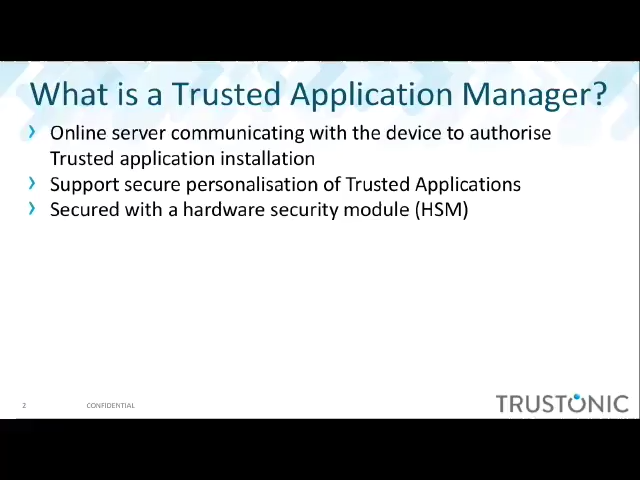 What is a Trusted Application Manager?
Online server communicating with the device to authorise
Trusted application installation
Support secure personalisation of Trusted Applications
Secured with a hardware security module (HSM)
2 CONFIDENTIAL
TRUSTONIC